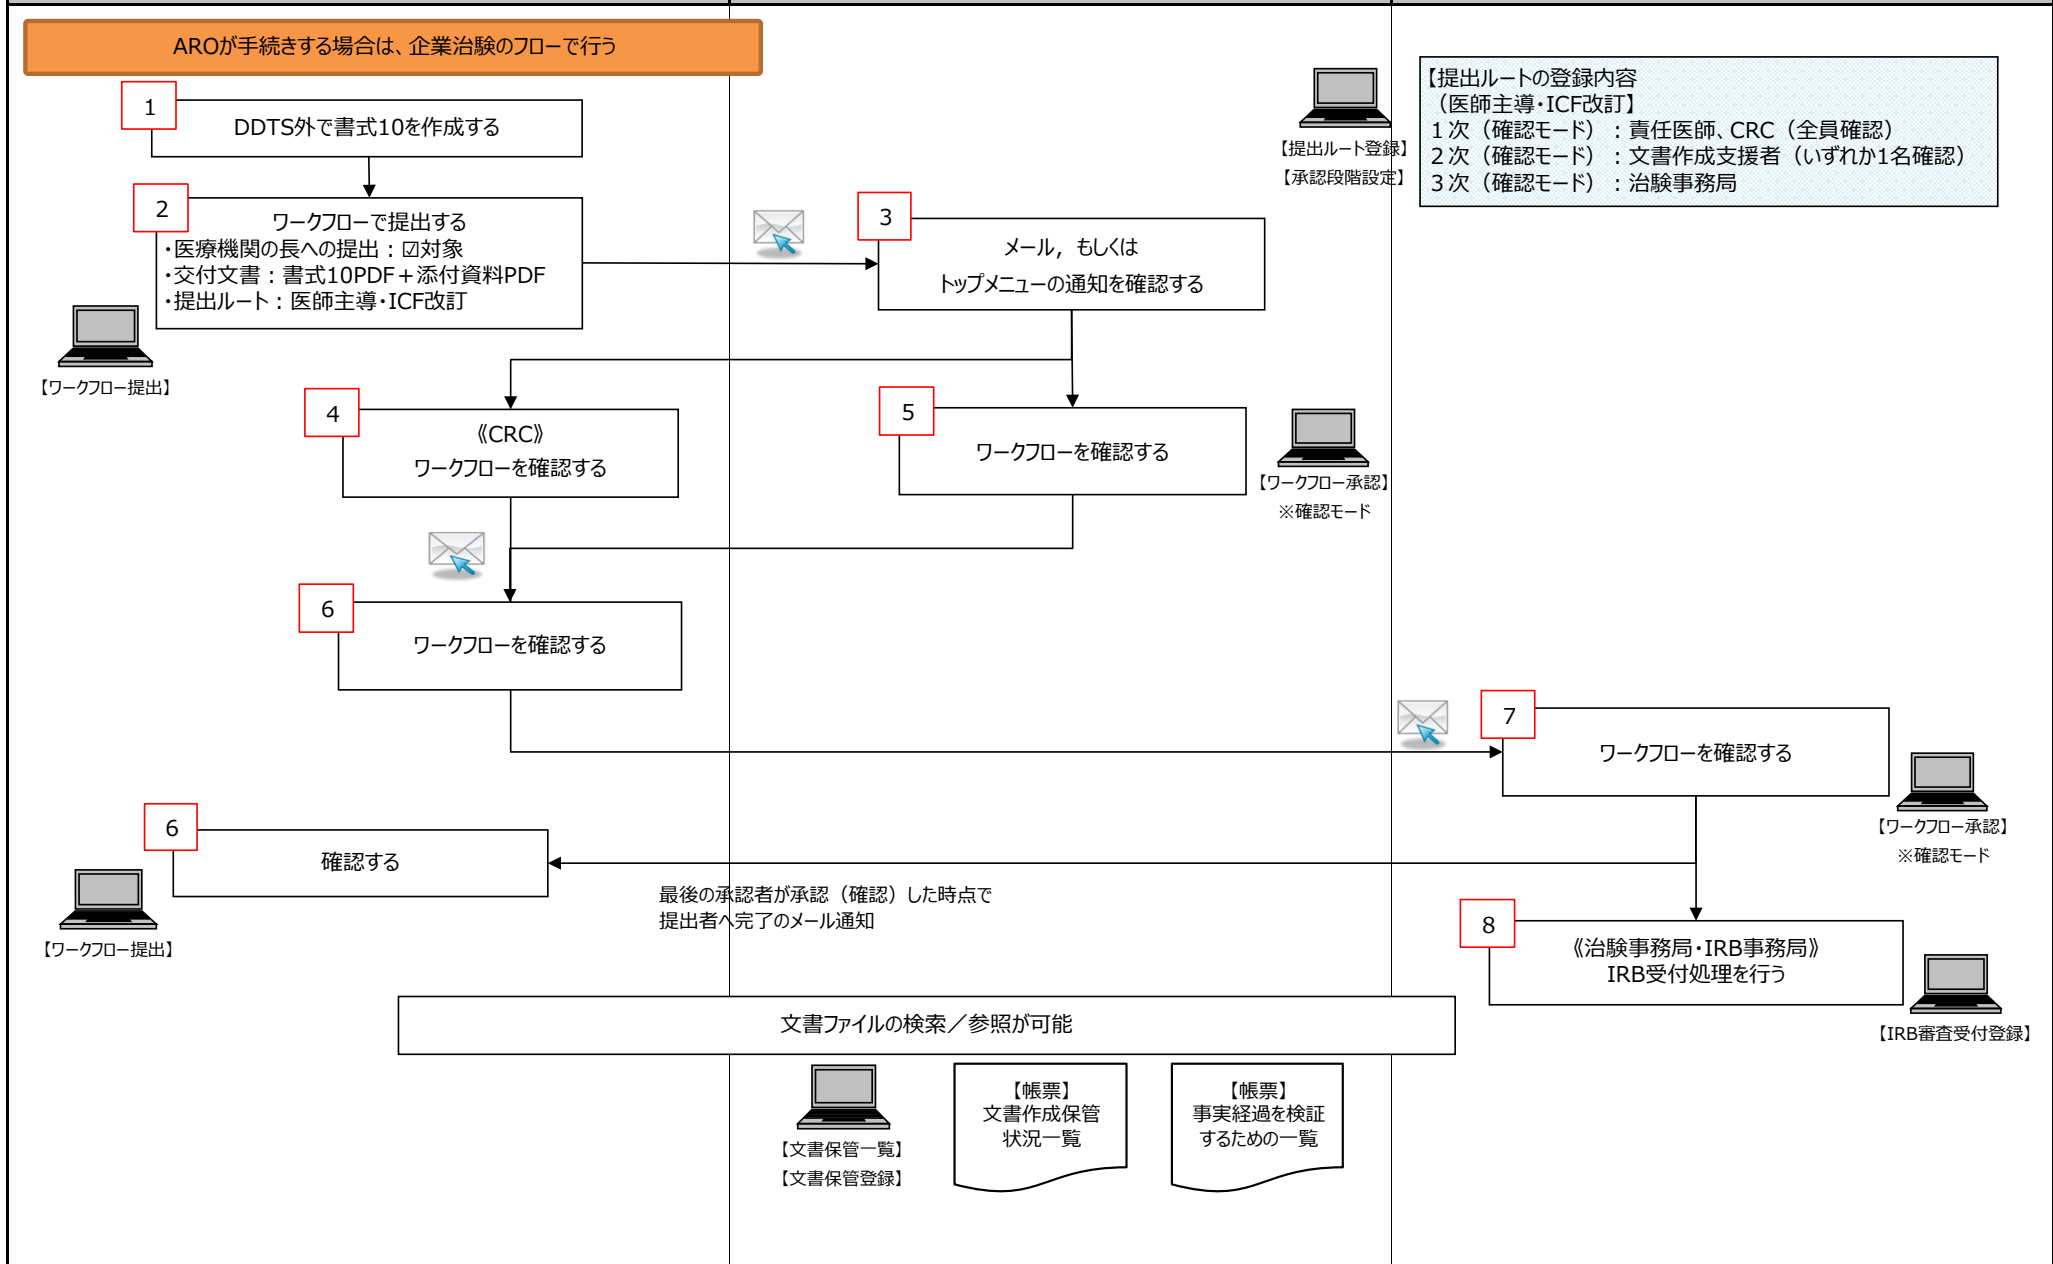 AROが手続きする場合は、企業治験のフローで行う
【提出ルートの登録内容
（医師主導・ICF改訂】
１次（確認モード）：責任医師、CRC（全員確認）
２次（確認モード）：文書作成支援者（いずれか1名確認）
３次（確認モード）：治験事務局
【提出ルート登録】
【承認段階設定】
1
DDTS外で書式10を作成する
2
ワークフローで提出する
・医療機関の長への提出：☑対象
・交付文書：書式10PDF＋添付資料PDF
・提出ルート：医師主導・ICF改訂
【ワークフロー提出】
3
メール，もしくは
トップメニューの通知を確認する
4
《CRC》
ワークフローを確認する
5
ワークフローを確認する
【ワークフロー承認】
※確認モード
6
ワークフローを確認する
7
ワークフローを確認する
【ワークフロー承認】
※確認モード
6
確認する
【ワークフロー提出】
最後の承認者が承認（確認）した時点で
提出者へ完了のメール通知
8
《治験事務局・IRB事務局》
IRB受付処理を行う
【IRB審査受付登録】
文書ファイルの検索／参照が可能
【文書保管一覧】
【文書保管登録】
【帳票】
文書作成保管
状況一覧
【帳票】
事実経過を検証
するための一覧